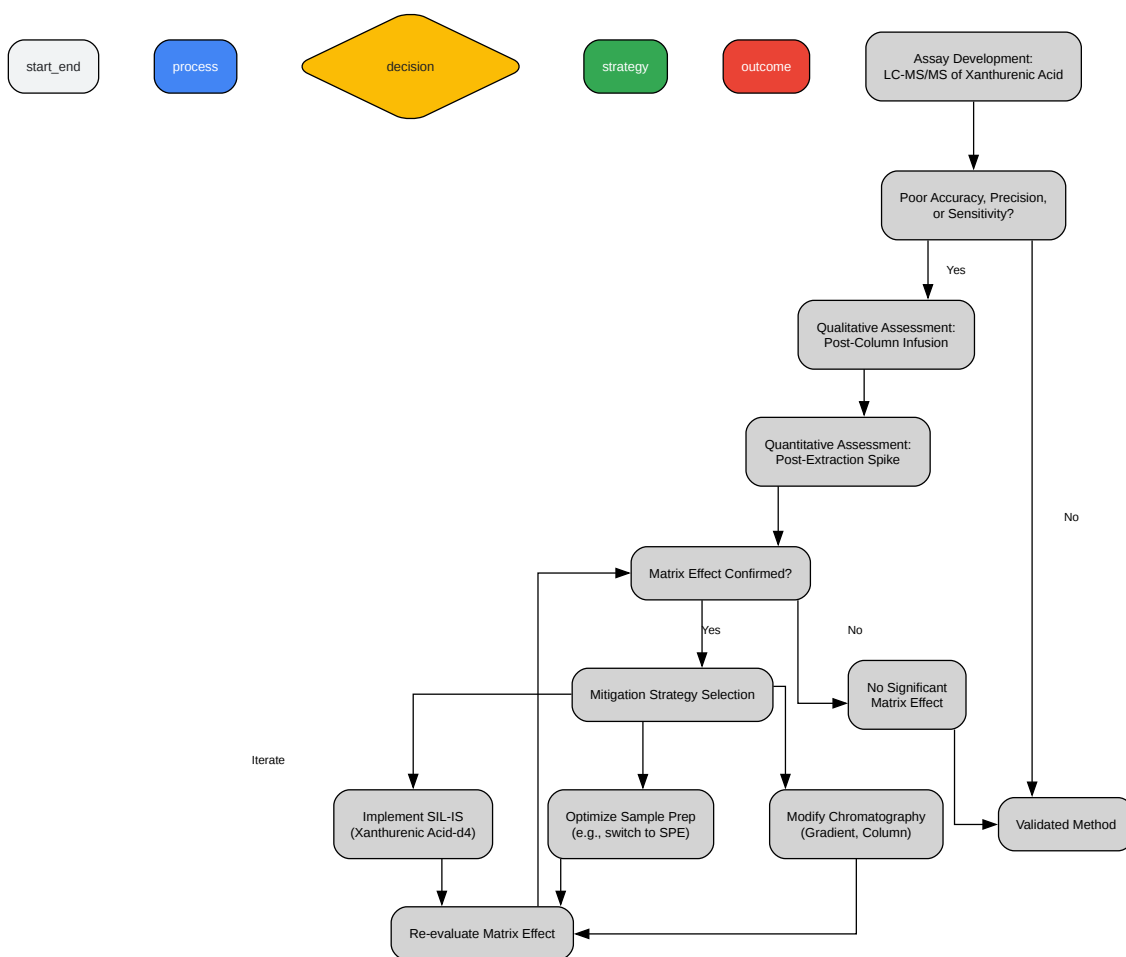 start_end
process
decision
strategy
outcome
Assay Development:
LC-MS/MS of Xanthurenic Acid
Poor Accuracy, Precision,
or Sensitivity?
Yes
Qualitative Assessment:
Post-Column Infusion
Quantitative Assessment:
Post-Extraction Spike
No
Matrix Effect Confirmed?
Yes
No
Mitigation Strategy Selection
No Significant
Matrix Effect
Iterate
Implement SIL-IS
(Xanthurenic Acid-d4)
Optimize Sample Prep
(e.g., switch to SPE)
Modify Chromatography
(Gradient, Column)
Validated Method
Re-evaluate Matrix Effect